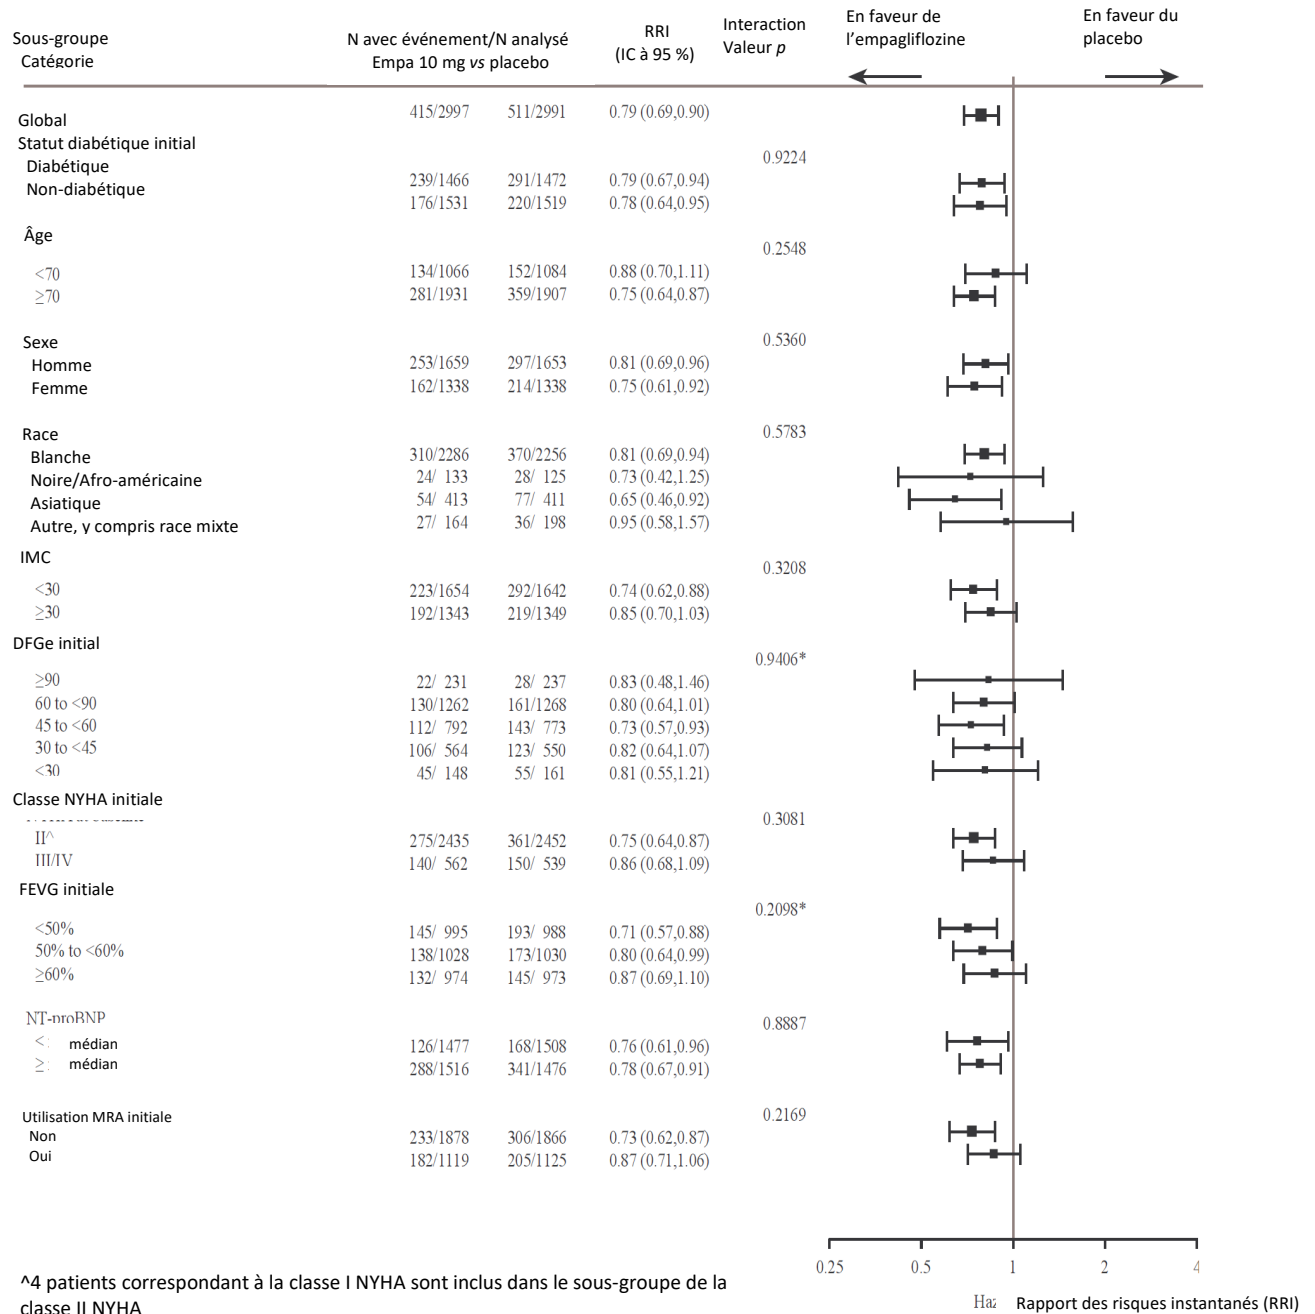 Sous-groupe
Catégorie
N avec événement/N analysé
Empa 10 mg vs placebo
RRI
(IC à 95 %)
Interaction
Valeur p
En faveur de
l'empagliflozine
En faveur du
placebo
Global 415/2997 511/2991 0.79 (0.69,0.90)
Statut diabétique initial 0.9224
Diabétique 239/1466 291/1472 0.79 (0.67,0.94)
Non-diabétique 176/1531 220/1519 0.78 (0.64,0.95)
Âge 0.2548
<70 134/1066 152/1084 0.88 (0.70,1.11)
≥70 281/1931 359/1907 0.75 (0.64,0.87)
Sexe 0.5360
Homme 253/1659 297/1653 0.81 (0.69,0.96)
Femme 162/1338 214/1338 0.75 (0.61,0.92)
Race 0.5783
Blanche 310/2286 370/2256 0.81 (0.69,0.94)
Noire/Afro-américaine 24/ 133 28/ 125 0.73 (0.42,1.25)
Asiatique 54/ 413 77/ 411 0.65 (0.46,0.92)
Autre, y compris race mixte 27/ 164 36/ 198 0.95 (0.58,1.57)
IMC 0.3208
<30 223/1654 292/1642 0.74 (0.62,0.88)
≥30 192/1343 219/1349 0.85 (0.70,1.03)
DFGe initial 0.9406*
≥90 22/ 231 28/ 237 0.83 (0.48,1.46)
60 to <90 130/1262 161/1268 0.80 (0.64,1.01)
45 to <60 112/ 792 143/ 773 0.73 (0.57,0.93)
30 to <45 106/ 564 123/ 550 0.82 (0.64,1.07)
<30 45/ 148 55/ 161 0.81 (0.55,1.21)
Classe NYHA initiale 0.3081
II^ 275/2435 361/2452 0.75 (0.64,0.87)
III/IV 140/ 562 150/ 539 0.86 (0.68,1.09)
FEVG initiale 0.2098*
<50% 145/ 995 193/ 988 0.71 (0.57,0.88)
50% to <60% 138/1028 173/1030 0.80 (0.64,0.99)
≥60% 132/ 974 145/ 973 0.87 (0.69,1.10)
NT-proBNP 0.8887
< médian 126/1477 168/1508 0.76 (0.61,0.96)
≥ médian 288/1516 341/1476 0.78 (0.67,0.91)
Utilisation MRA initiale 0.2169
Non 233/1878 306/1866 0.73 (0.62,0.87)
Oui 182/1119 205/1125 0.87 (0.71,1.06)
0.25 0.5 1 2 4
^4 patients correspondant à la classe I NYHA sont inclus dans le sous-groupe de la
classe II NYHA
Haz Rapport des risques instantanés (RRI)